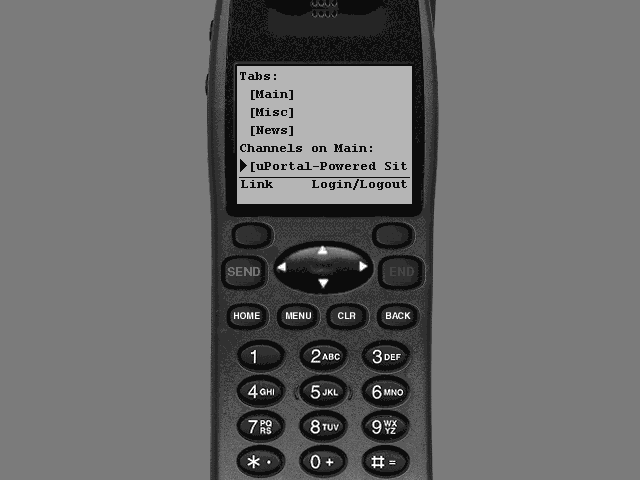 Tabs:
[Main]
[Misc]
[News]
Channels on Main:
[uPortal-Powered Sit
Link Login/Logout
SEND END
HOME MENU CLR BACK
1 2ABC 3DEF
4GHI 5JKL 6MNO
7PQRS 8TUV 9WXYZ
*· 0+ #=